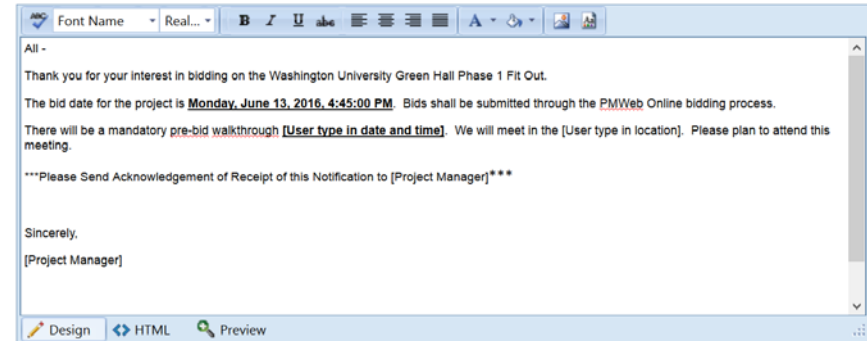 ABC Font Name Real... B I U abc A
All -
Thank you for your interest in bidding on the Washington University Green Hall Phase 1 Fit Out.
The bid date for the project is Monday, June 13, 2016, 4:45:00 PM. Bids shall be submitted through the PMWeb Online bidding process.
There will be a mandatory pre-bid walkthrough [User type in date and time]. We will meet in the [User type in location]. Please plan to attend this
meeting.
***Please Send Acknowledgement of Receipt of this Notification to [Project Manager]***
Sincerely,
[Project Manager]
Design <> HTML Preview